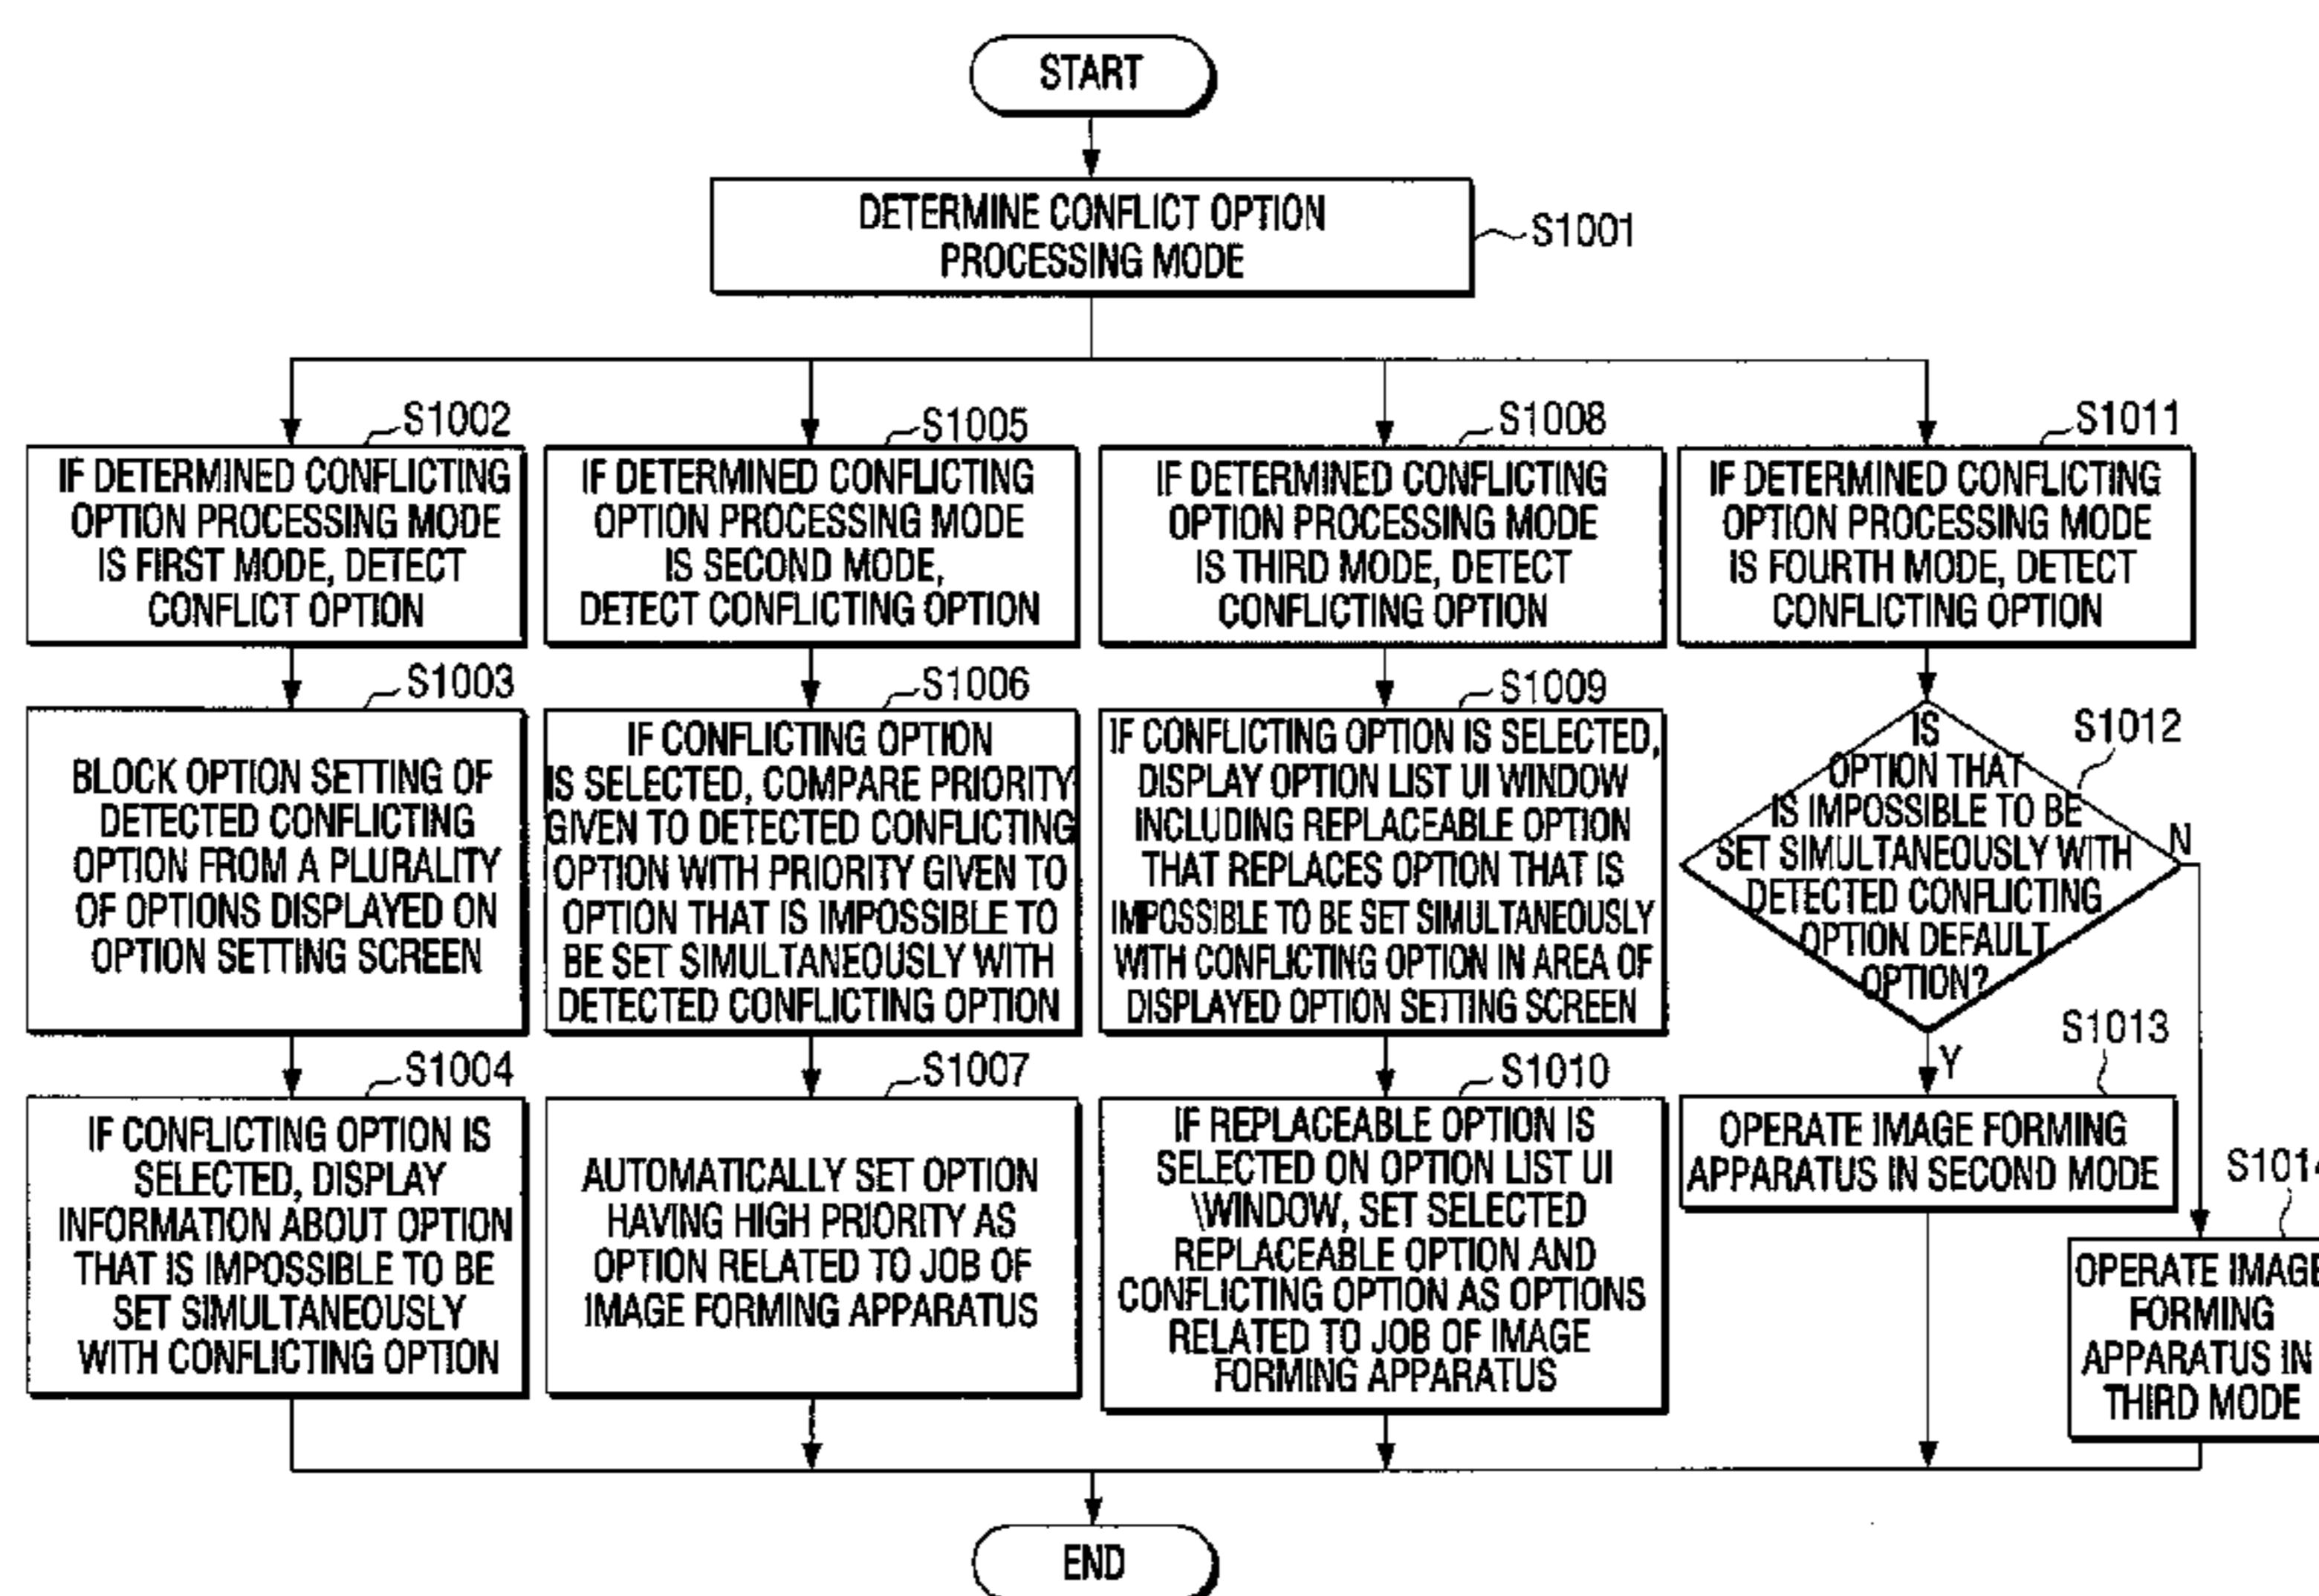 START
DETERMINE CONFLICT OPTION
PROCESSING MODE
S1001
S1002
IF DETERMINED CONFLICTING
OPTION PROCESSING MODE
IS FIRST MODE, DETECT
CONFLICT OPTION
S1003
BLOCK OPTION SETTING OF
DETECTED CONFLICTING
OPTION FROM A PLURALITY
OF OPTIONS DISPLAYED ON
OPTION SETTING SCREEN
S1004
IF CONFLICTING OPTION IS
SELECTED, DISPLAY
INFORMATION ABOUT OPTION
THAT IS IMPOSSIBLE TO BE
SET SIMULTANEOUSLY
WITH CONFLICTING OPTION
S1005
IF DETERMINED CONFLICTING
OPTION PROCESSING MODE
IS SECOND MODE,
DETECT CONFLICTING OPTION
S1006
IF CONFLICTING OPTION
IS SELECTED, COMPARE PRIORITY
GIVEN TO DETECTED CONFLICTING
OPTION WITH PRIORITY GIVEN TO
OPTION THAT IS IMPOSSIBLE TO
BE SET SIMULTANEOUSLY WITH
DETECTED CONFLICTING OPTION
S1007
AUTOMATICALLY SET OPTION
HAVING HIGH PRIORITY AS
OPTION RELATED TO JOB OF
IMAGE FORMING APPARATUS
S1008
IF DETERMINED CONFLICTING
OPTION PROCESSING MODE
IS THIRD MODE, DETECT
CONFLICTING OPTION
S1009
IF CONFLICTING OPTION IS SELECTED,
DISPLAY OPTION LIST UI WINDOW
INCLUDING REPLACEABLE OPTION
THAT REPLACES OPTION THAT IS
IMPOSSIBLE TO BE SET SIMULTANEOUSLY
WITH CONFLICTING OPTION IN AREA OF
DISPLAYED OPTION SETTING SCREEN
S1010
IF REPLACEABLE OPTION IS
SELECTED ON OPTION LIST UI
\WINDOW, SET SELECTED
REPLACEABLE OPTION AND
CONFLICTING OPTION AS OPTIONS
RELATED TO JOB OF IMAGE
FORMING APPARATUS
S1011
IF DETERMINED CONFLICTING
OPTION PROCESSING MODE
IS FOURTH MODE, DETECT
CONFLICTING OPTION
S1012
IS
OPTION THAT
IS IMPOSSIBLE TO BE
SET SIMULTANEOUSLY WITH
DETECTED CONFLICTING
OPTION DEFAULT
OPTION?
N
Y
S1013
OPERATE IMAGE FORMING
APPARATUS IN SECOND MODE
S1014
OPERATE IMAGE
FORMING
APPARATUS IN
THIRD MODE
END